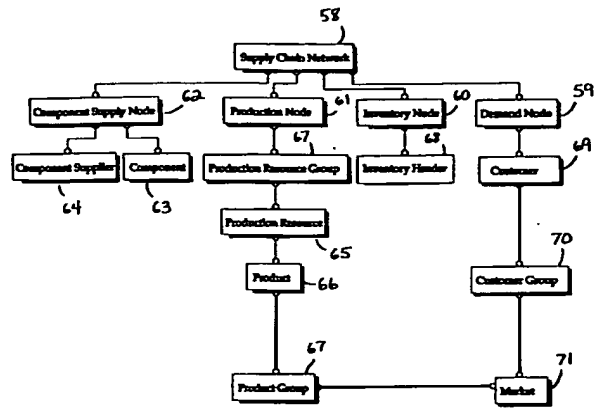 58
Supply Chain Network
62
61
60
59
Component Supply Node
Production Node
Inventory Node
Demand Node
67
68
69
Component Supplier
Component
Production Resource Group
Inventory Header
Customer
64
63
Production Resource
65
70
Product
66
Customer Group
67
71
Product Group
Market